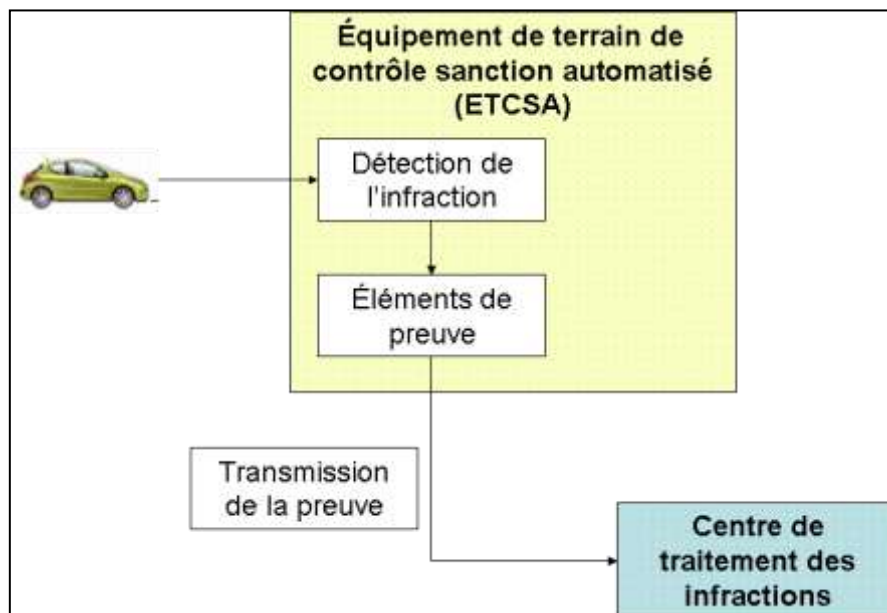 Équipement de terrain de
contrôle sanction automatisé
(ETCSA)
Détection de
l'infraction
Éléments de
preuve
Transmission
de la preuve
Centre de
traitement des
infractions